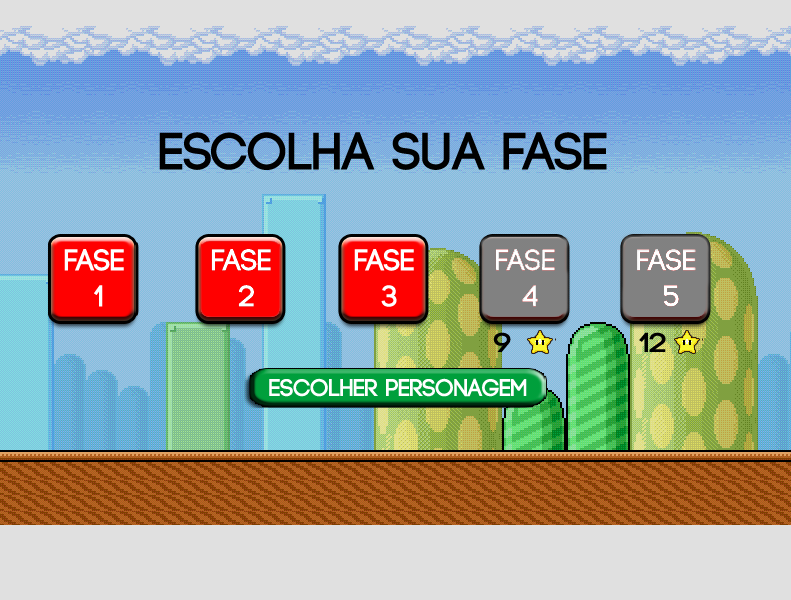 ESCOLHA SUA FASE
FASE
1
FASE
2
FASE
3
FASE
4
FASE
5
9
12
ESCOLHER PERSONAGEM